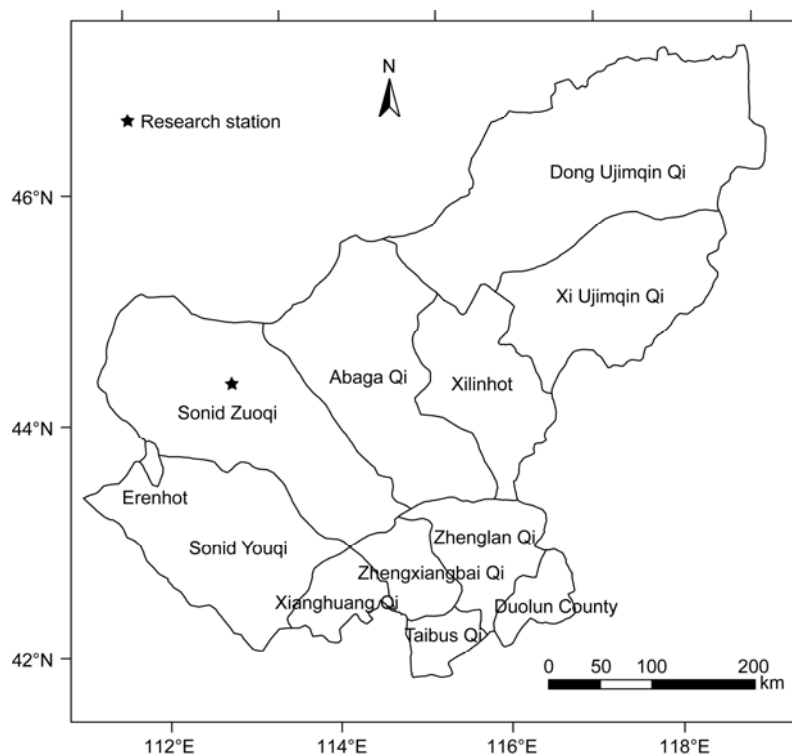 N
Research station
Dong Ujimqin Qi
46°N
Xi Ujimqin Qi
Abaga Qi
Xilinhot
Sonid Zuoqi
44°N
Erenhot
Zhenglan Qi
Sonid Youqi
Zhengxiangbai Qi
Xianghuang Qi
Duolun County
Taibus Qi
42°N
0 50 100 200
km
112°E 114°E 116°E 118°E